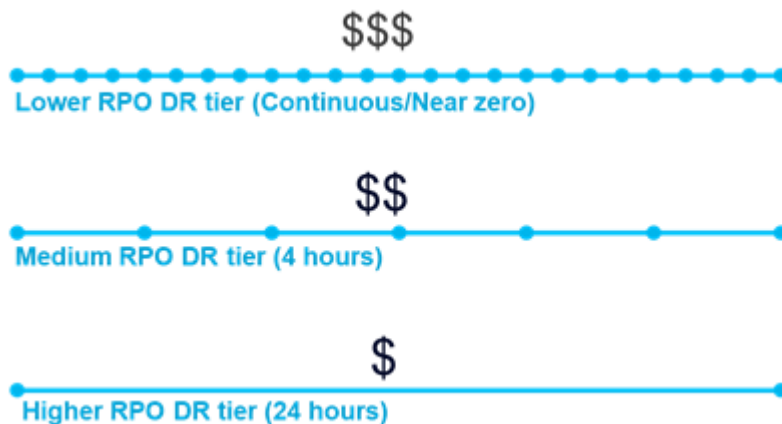 $$$
Lower RPO DR tier (Continuous/Near zero)
$$
Medium RPO DR tier (4 hours)
$
Higher RPO DR tier (24 hours)